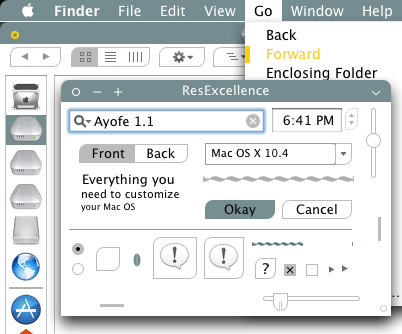 Finder File Edit View Go Window Help
Back
Forward
Enclosing Folder
ResExcellence
Ayofe 1.1
6:41 PM
Front Back
Mac OS X 10.4
Everything you
need to customize
your Mac OS
Okay Cancel
! !
?